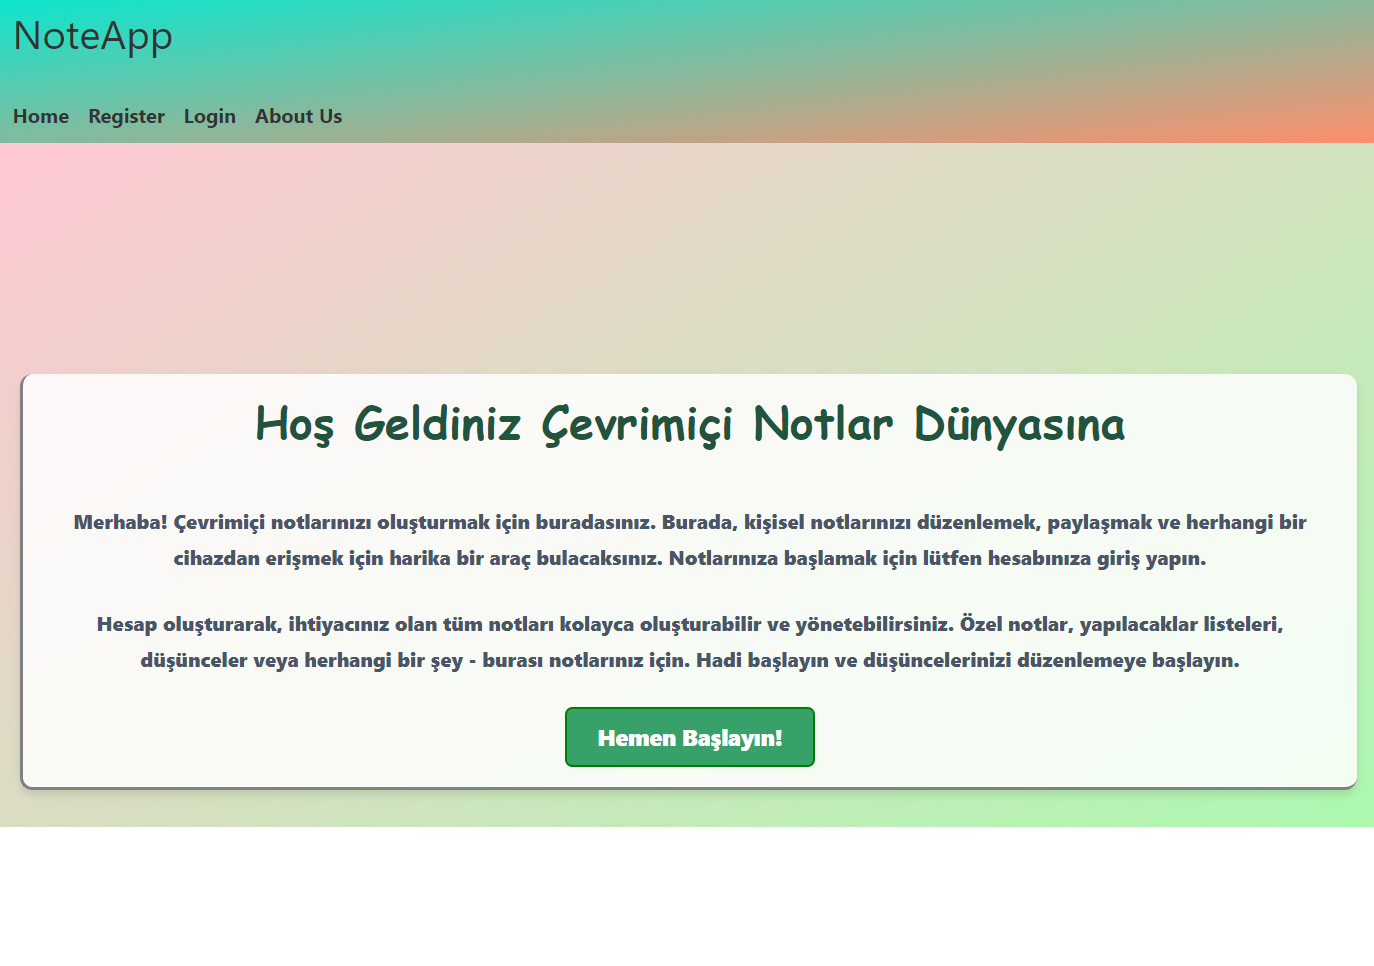 NoteApp
Home Register Login About Us
Hoş Geldiniz Çevrimiçi Notlar Dünyasına
Merhaba! Çevrimiçi notlarınızı oluşturmak için buradasınız. Burada, kişisel notlarınızı düzenlemek, paylaşmak ve herhangi bir
cihazdan erişmek için harika bir araç bulacaksınız. Notlarınıza başlamak için lütfen hesabınıza giriş yapın.
Hesap oluşturarak, ihtiyacınız olan tüm notları kolayca oluşturabilir ve yönetebilirsiniz. Özel notlar, yapılacaklar listeleri,
düşünceler veya herhangi bir şey - burası notlarınız için. Hadi başlayın ve düşüncelerinizi düzenlemeye başlayın.
Hemen Başlayın!